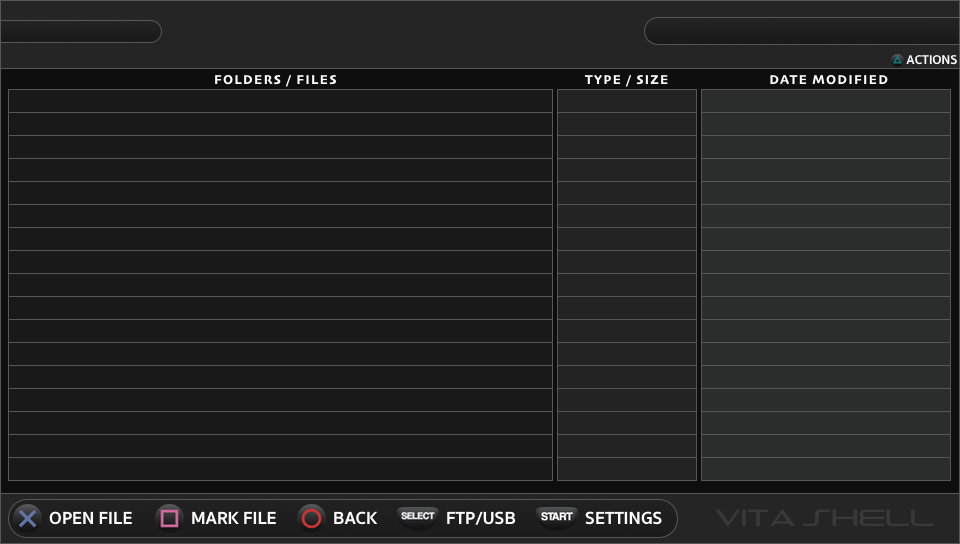 ACTIONS
FOLDERS / FILES TYPE / SIZE DATE MODIFIED
OPEN FILE MARK FILE BACK SELECT FTP/USB START SETTINGS VITA SHELL